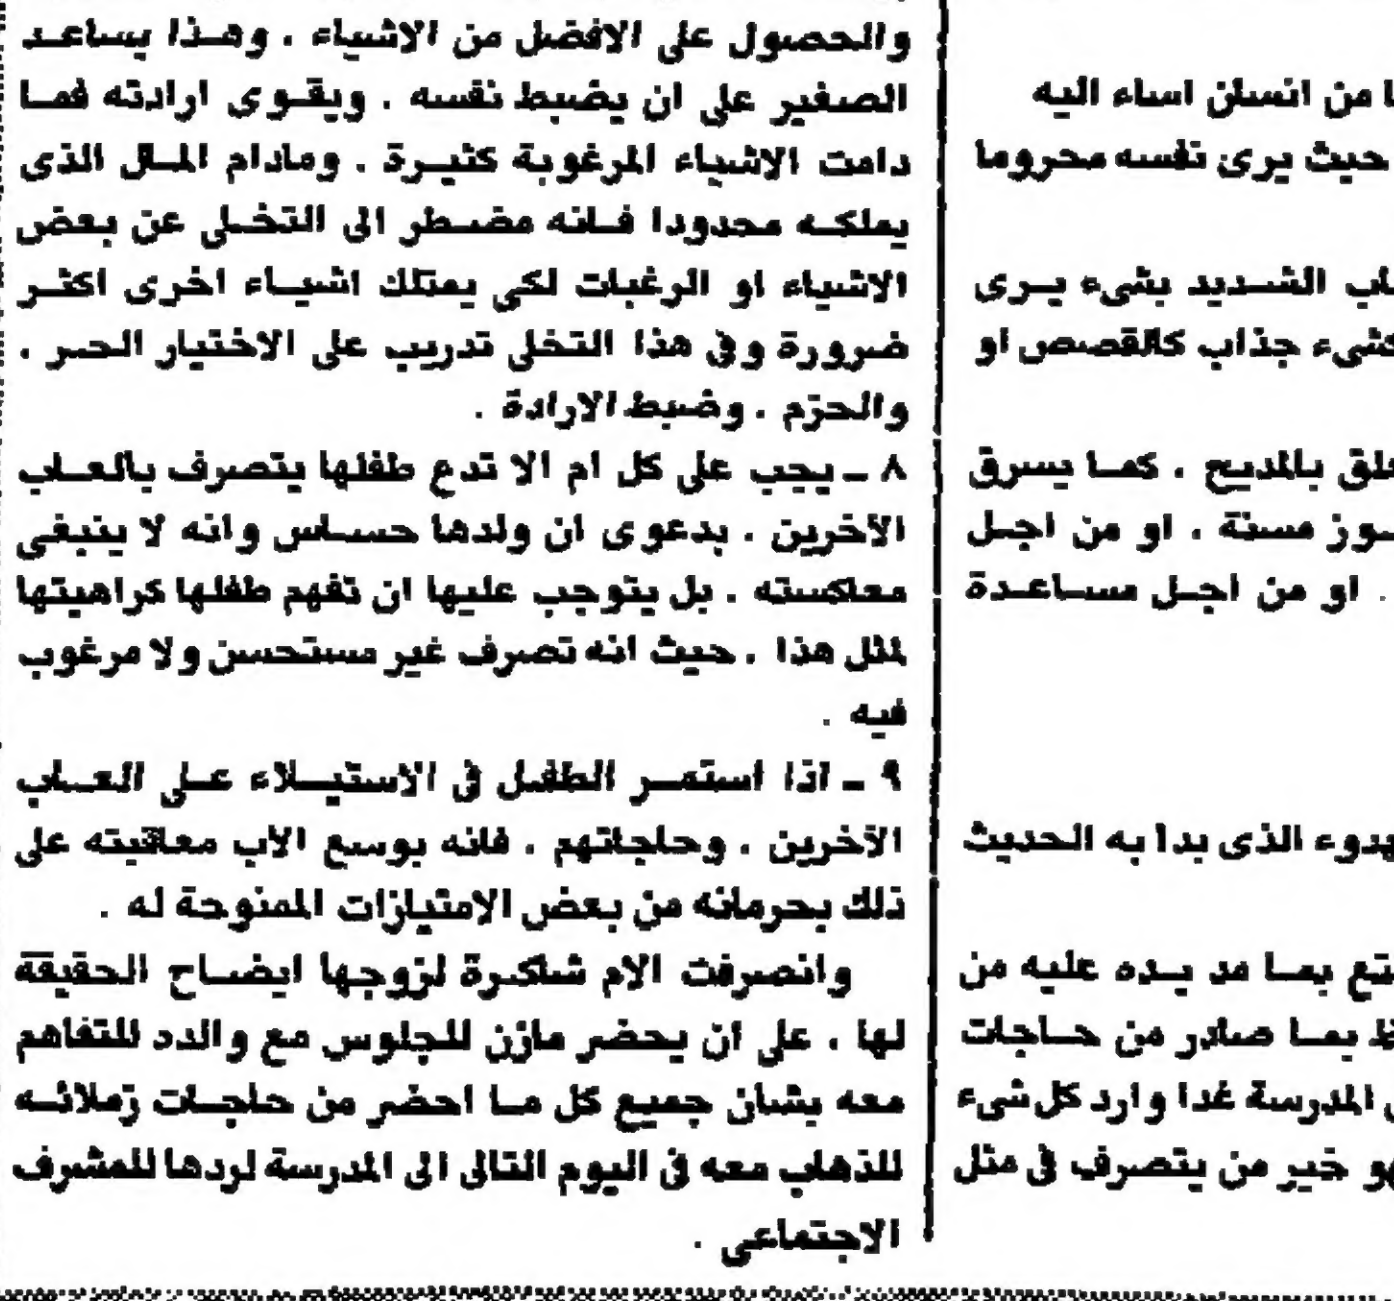 ا من انسان اساء اليه
حيث يرى نفسه محروما
اب الشديد بشىء يرى
كشىء جذاب كالقصص او
علق بالمديح . كما يسرق
ـوز مسنة ، او من اجل
. او من اجل مساعدة
هدوء الذى بدا به الحديث
ـتع بما مد يده عليه من
ظ بما صادر من حاجات
المدرسة غدا وارد كل شىء
هو خير من يتصرف فى مثل
والحصول على الافضل من الاشياء ، وهذا يساعد
الصغير على ان يضبط نفسه . ويقوى ارادته فما
دامت الاشياء المرغوبة كثيرة . ومادام المال الذى
يملكه محدودا فانه مضطر الى التخلى عن بعض
الاشياء او الرغبات لكى يمتلك اشياء اخرى اكثر
ضرورة وفى هذا التخلى تدريب على الاختيار الحر .
والحزم . وضبط الارادة .
٨ ـ يجب على كل ام الا تدع طفلها يتصرف بالعاب
الآخرين . بدعوى ان ولدها حساس وانه لا ينبغى
معاكسته . بل يتوجب عليها ان تفهم طفلها كراهيتها
لمثل هذا . حيث انه تصرف غير مستحسن ولا مرغوب
فيه .
٩ ـ اذا استمر الطفل فى الاستيلاء على العاب
الآخرين . وحاجاتهم . فانه بوسع الاب معاقبته على
ذلك بحرمانه من بعض الامتيازات الممنوحة له .
وانصرفت الام شاكرة لزوجها ايضاح الحقيقة
لها ، على ان يحضر مازن للجلوس مع والدد للتفاهم
معه بشان جميع كل ما احضر من حاجات زملائه
للذهاب معه فى اليوم التالى الى المدرسة لردها للمشرف
الاجتماعى .